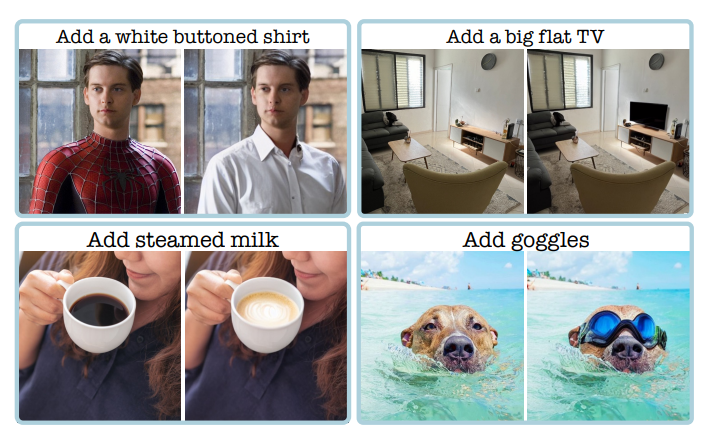 Add a white buttoned shirt
Add a big flat TV
Add steamed milk
Add goggles